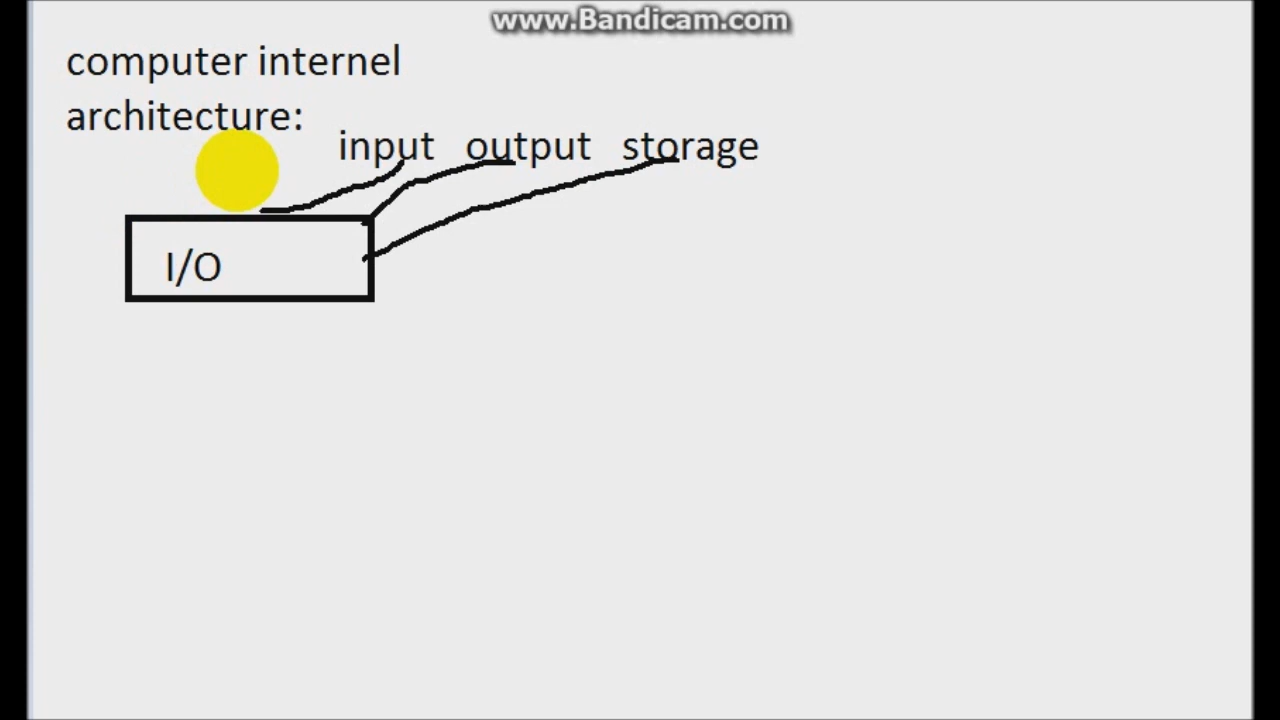 www.Bandicam.com
computer internel
architecture:
input output storage
I/O